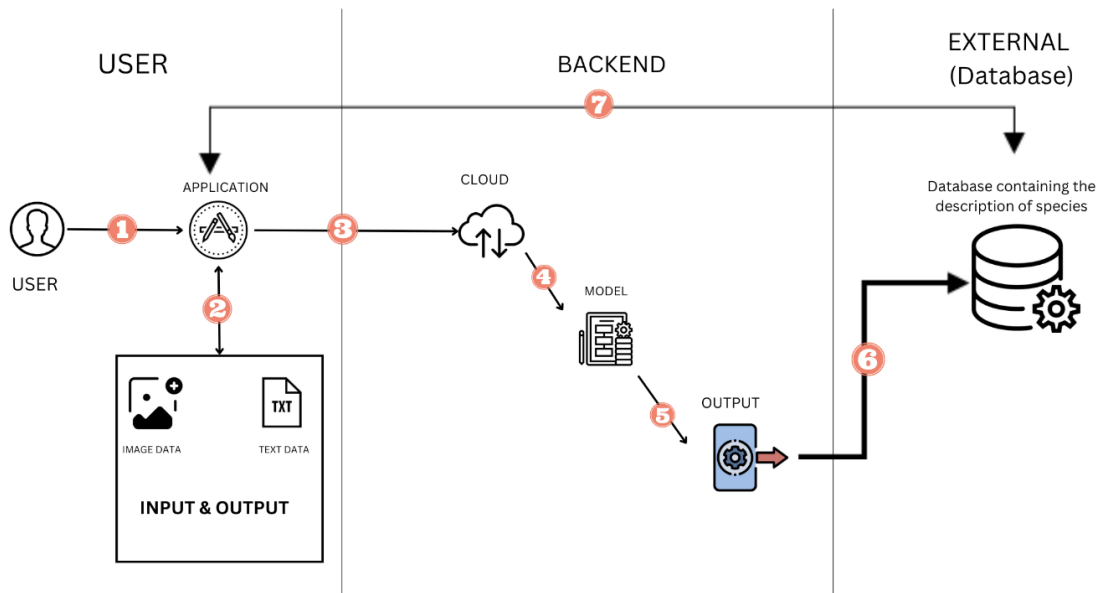 USER
BACKEND
EXTERNAL
(Database)
7
APPLICATION
CLOUD
Database containing the
description of species
1
3
USER
4
2
MODEL
6
5
OUTPUT
TXT
IMAGE DATA
TEXT DATA
INPUT & OUTPUT